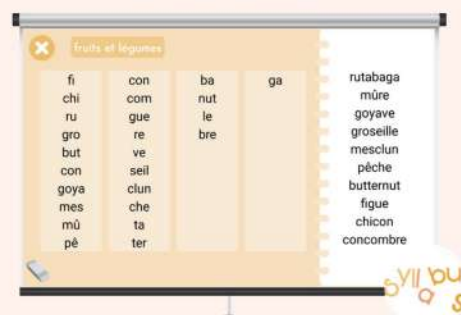 fruits et légumes
fi con ba ga
chi com nut
ru gue le
gro re bre
but ve
con seil
goya clun
mes che
mû ta
pê ter
rutabaga
mûre
goyave
groseille
mesclun
pêche
butternut
figue
chicon
concombre
syllabu
s